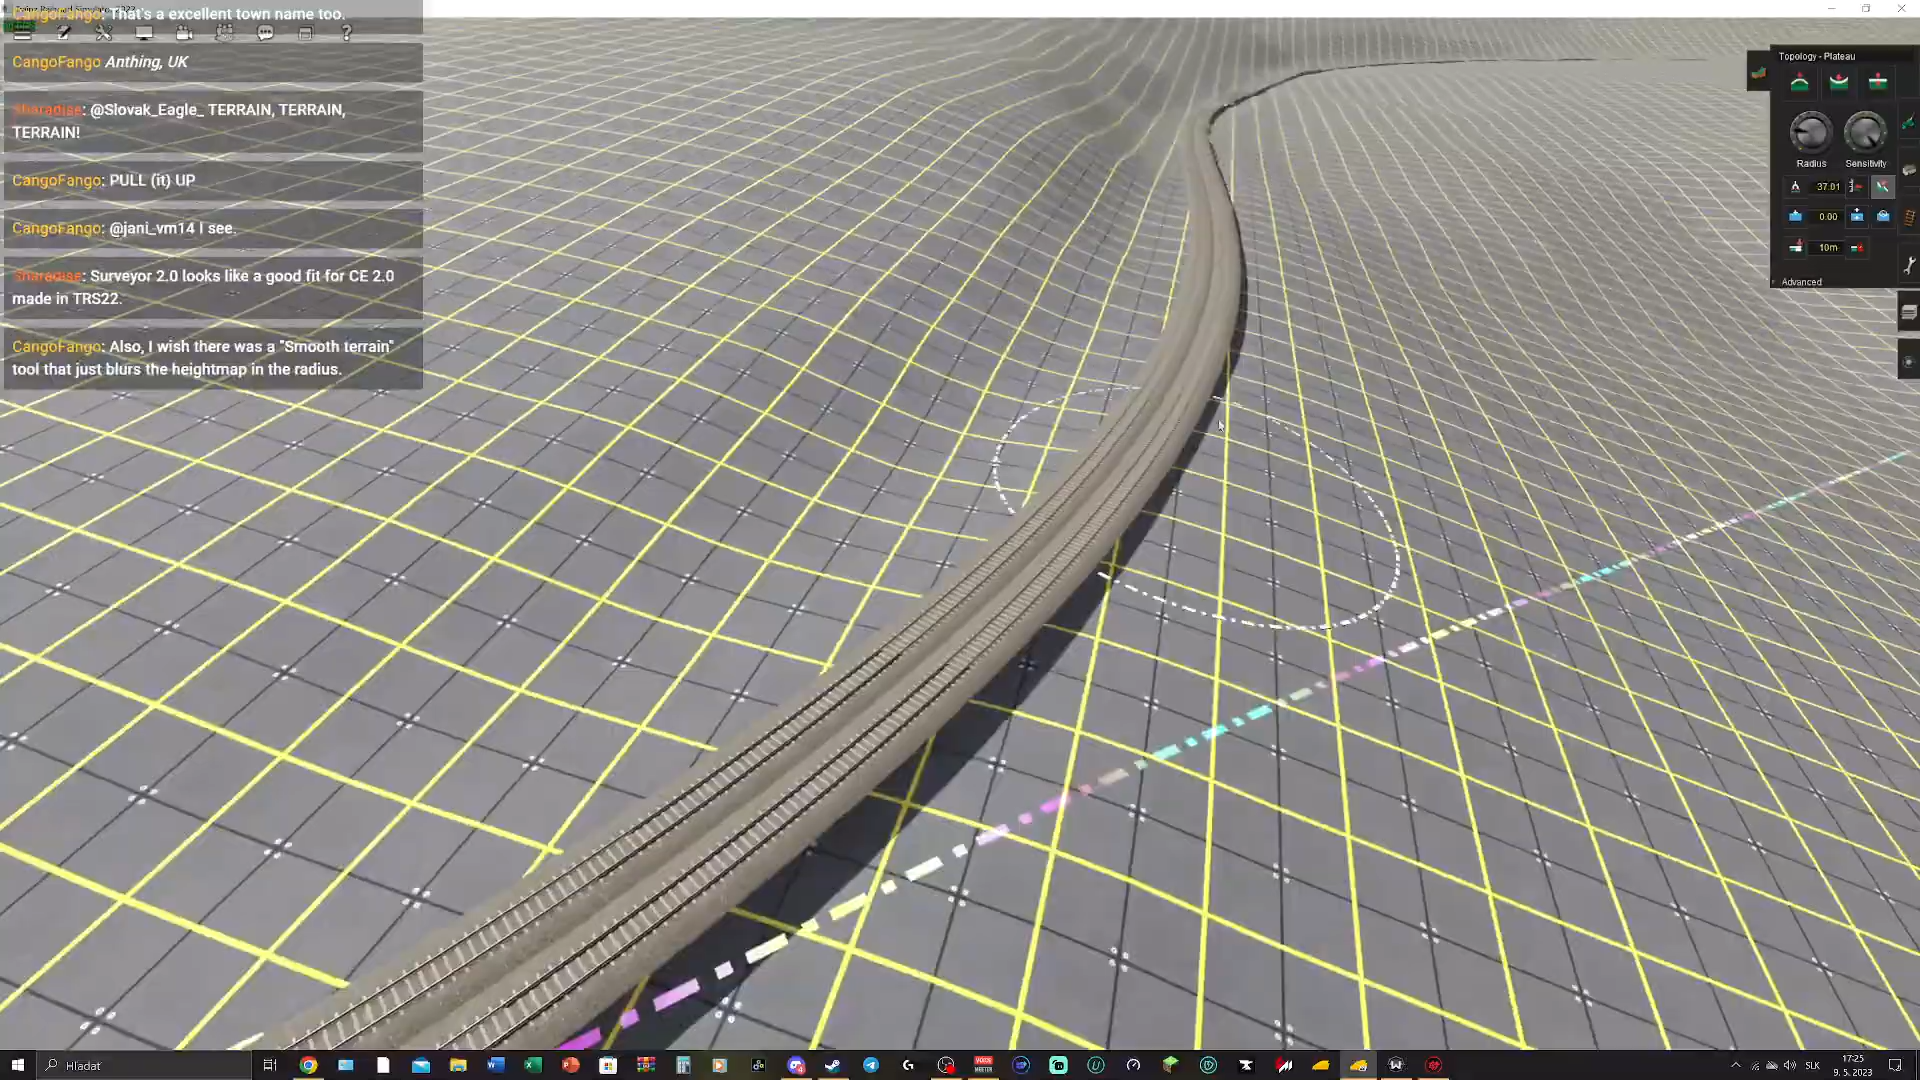 CangoFango: That's a excellent town name too.
CangoFango Anthing, UK
Sharadise: @Slovak_Eagle_ TERRAIN, TERRAIN,
TERRAIN!
CangoFango: PULL (it) UP
CangoFango: @jani_vm14 I see.
Sharadise: Surveyor 2.0 looks like a good fit for CE 2.0
made in TRS22.
CangoFango: Also, I wish there was a "Smooth terrain"
tool that just blurs the heightmap in the radius.
Topology - Plateau
Radius
Sensitivity
37.01
0.00
10m
Advanced
Hľadať
SLK
17:25
9. 5. 2023